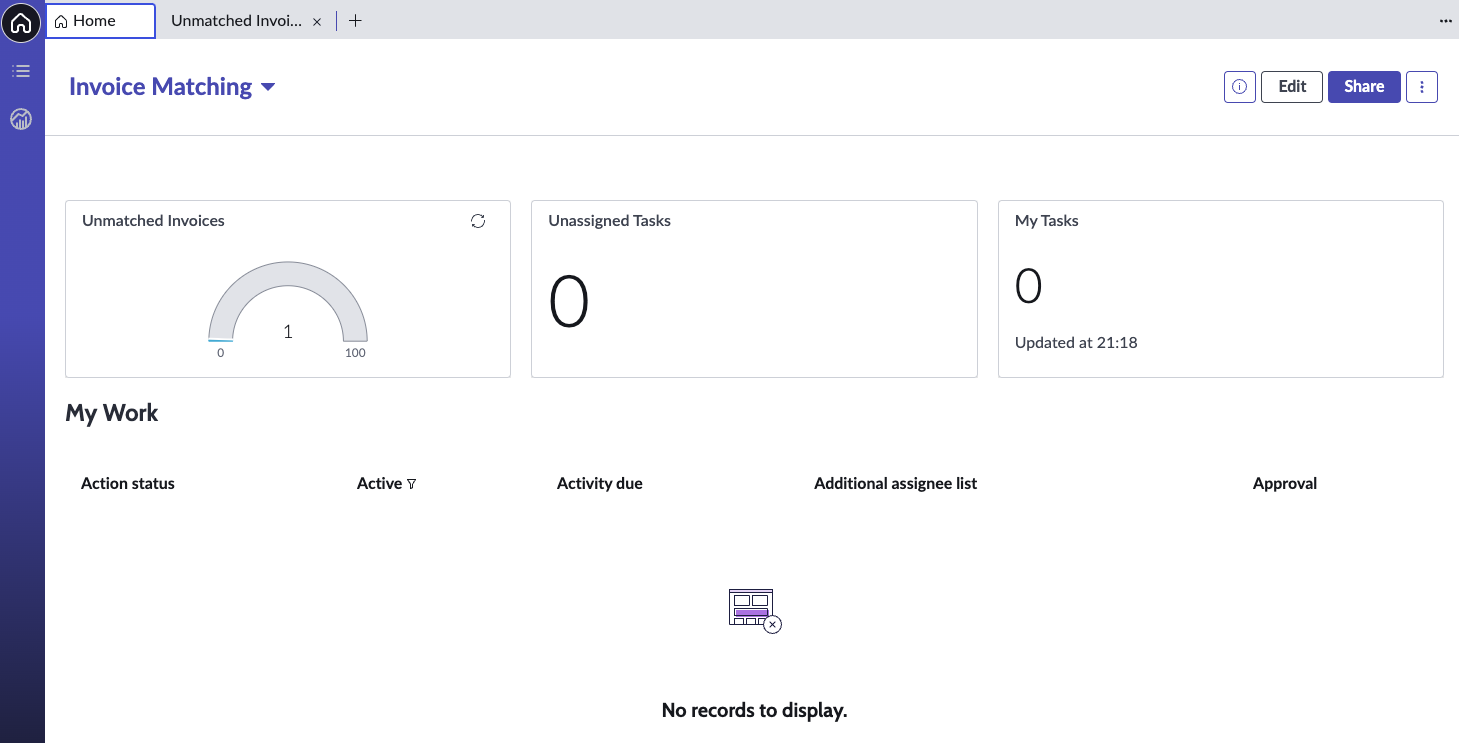 Home
Unmatched Invoi...
Invoice Matching
Edit
Share
Unmatched Invoices
1
0
100
Unassigned Tasks
0
My Tasks
0
Updated at 21:18
My Work
Action status
Active
Activity due
Additional assignee list
Approval
No records to display.